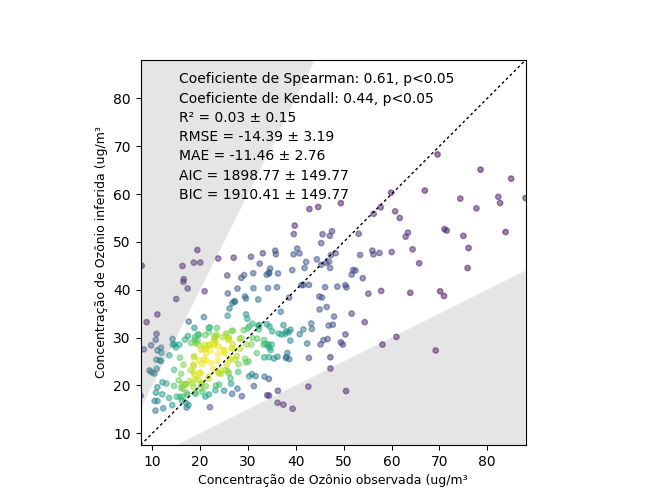 Coeficiente de Spearman: 0.61, p<0.05
Coeficiente de Kendall: 0.44, p<0.05
R² = 0.03 ± 0.15
RMSE = -14.39 ± 3.19
MAE = -11.46 ± 2.76
AIC = 1898.77 ± 149.77
BIC = 1910.41 ± 149.77
Concentração de Ozônio inferida (ug/m³
80
70
60
50
40
30
20
10
10 20 30 40 50 60 70 80
Concentração de Ozônio observada (ug/m³